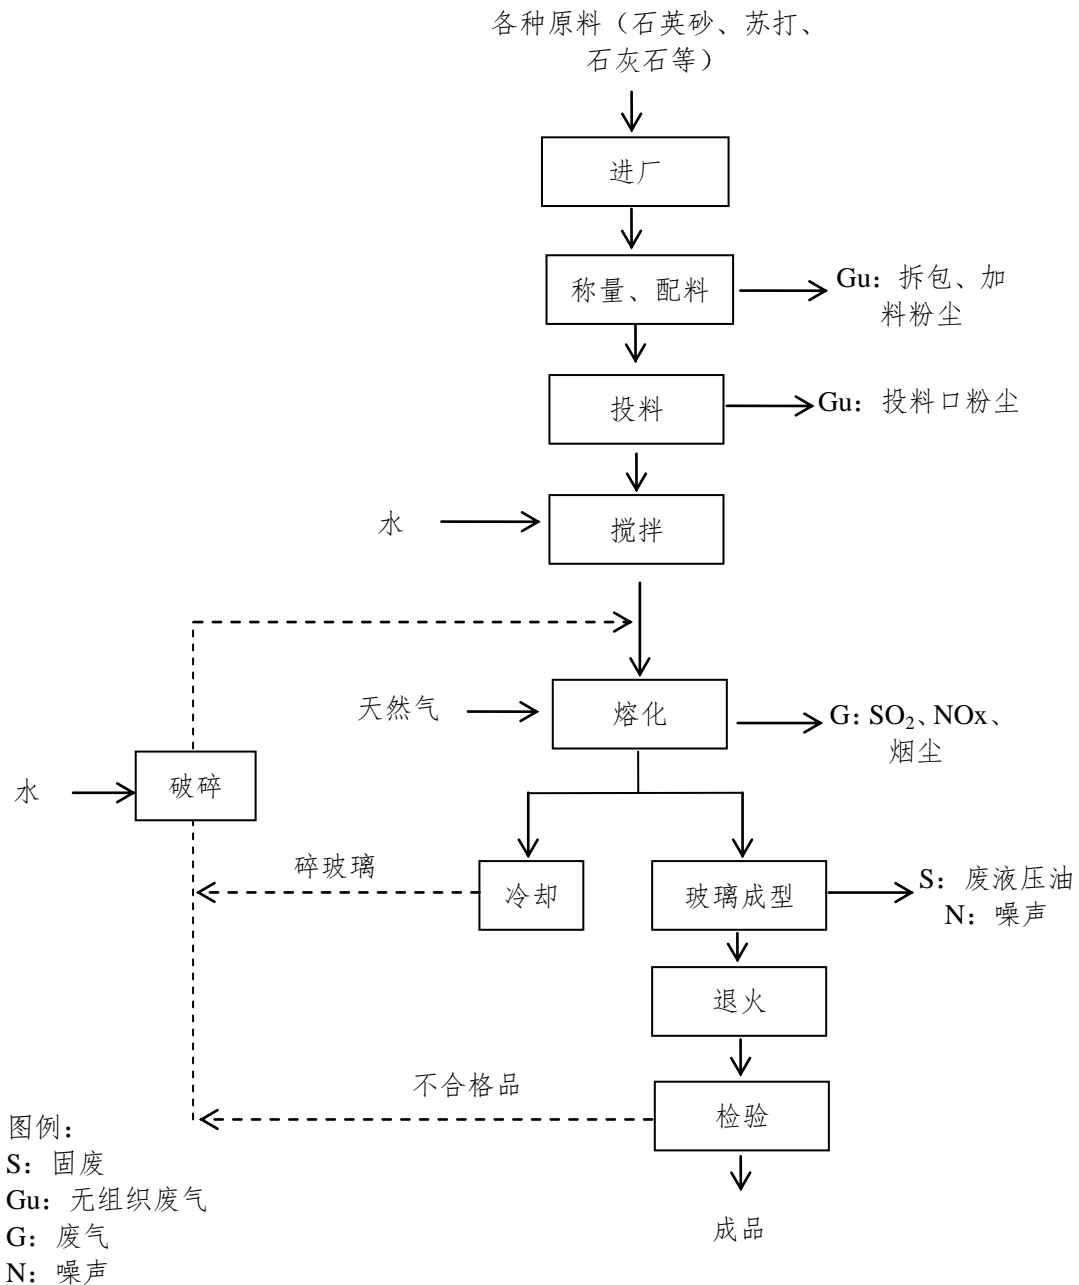 各种原料（石英砂、苏打、
石灰石等）
进厂
称量、配料
Gu：拆包、加
料粉尘
投料
Gu：投料口粉尘
水
搅拌
天然气
熔化
G：SO₂、NOx、
烟尘
水
破碎
碎玻璃
冷却
玻璃成型
S：废液压油
N：噪声
退火
不合格品
检验
成品
图例：
S：固废
Gu：无组织废气
G：废气
N：噪声